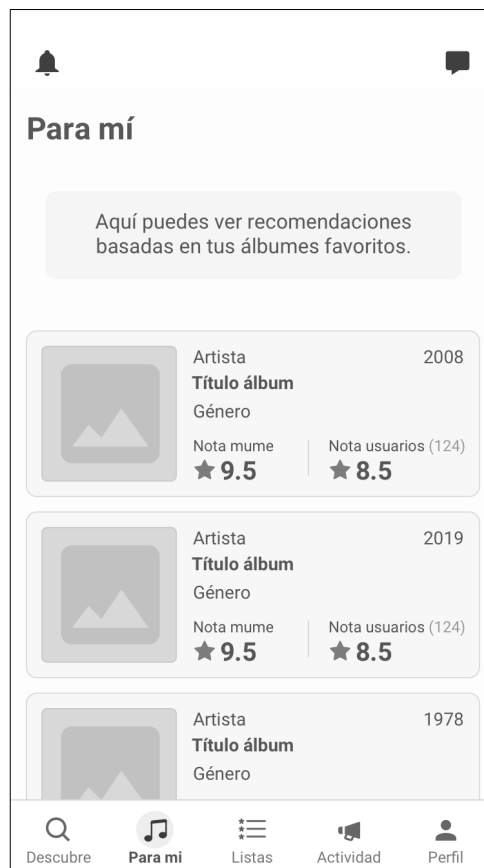 Para mí
Aquí puedes ver recomendaciones
basadas en tus álbumes favoritos.
Artista 2008
Título álbum
Género
Nota mume Nota usuarios (124)
9.5 8.5
Artista 2019
Título álbum
Género
Nota mume Nota usuarios (124)
9.5 8.5
Artista 1978
Título álbum
Género
Descubre Para mi Listas Actividad Perfil